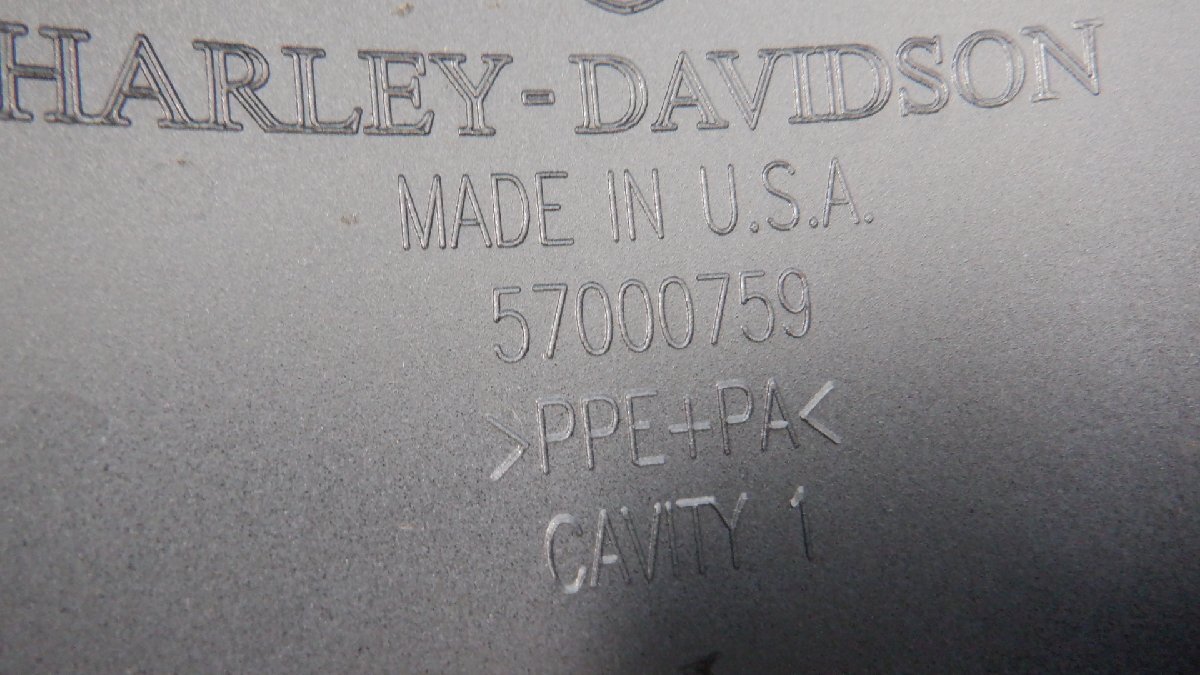 HARLEY-DAVIDSON
MADE IN U.S.A.
57000759
>PPE+PA<
CAVITY 1